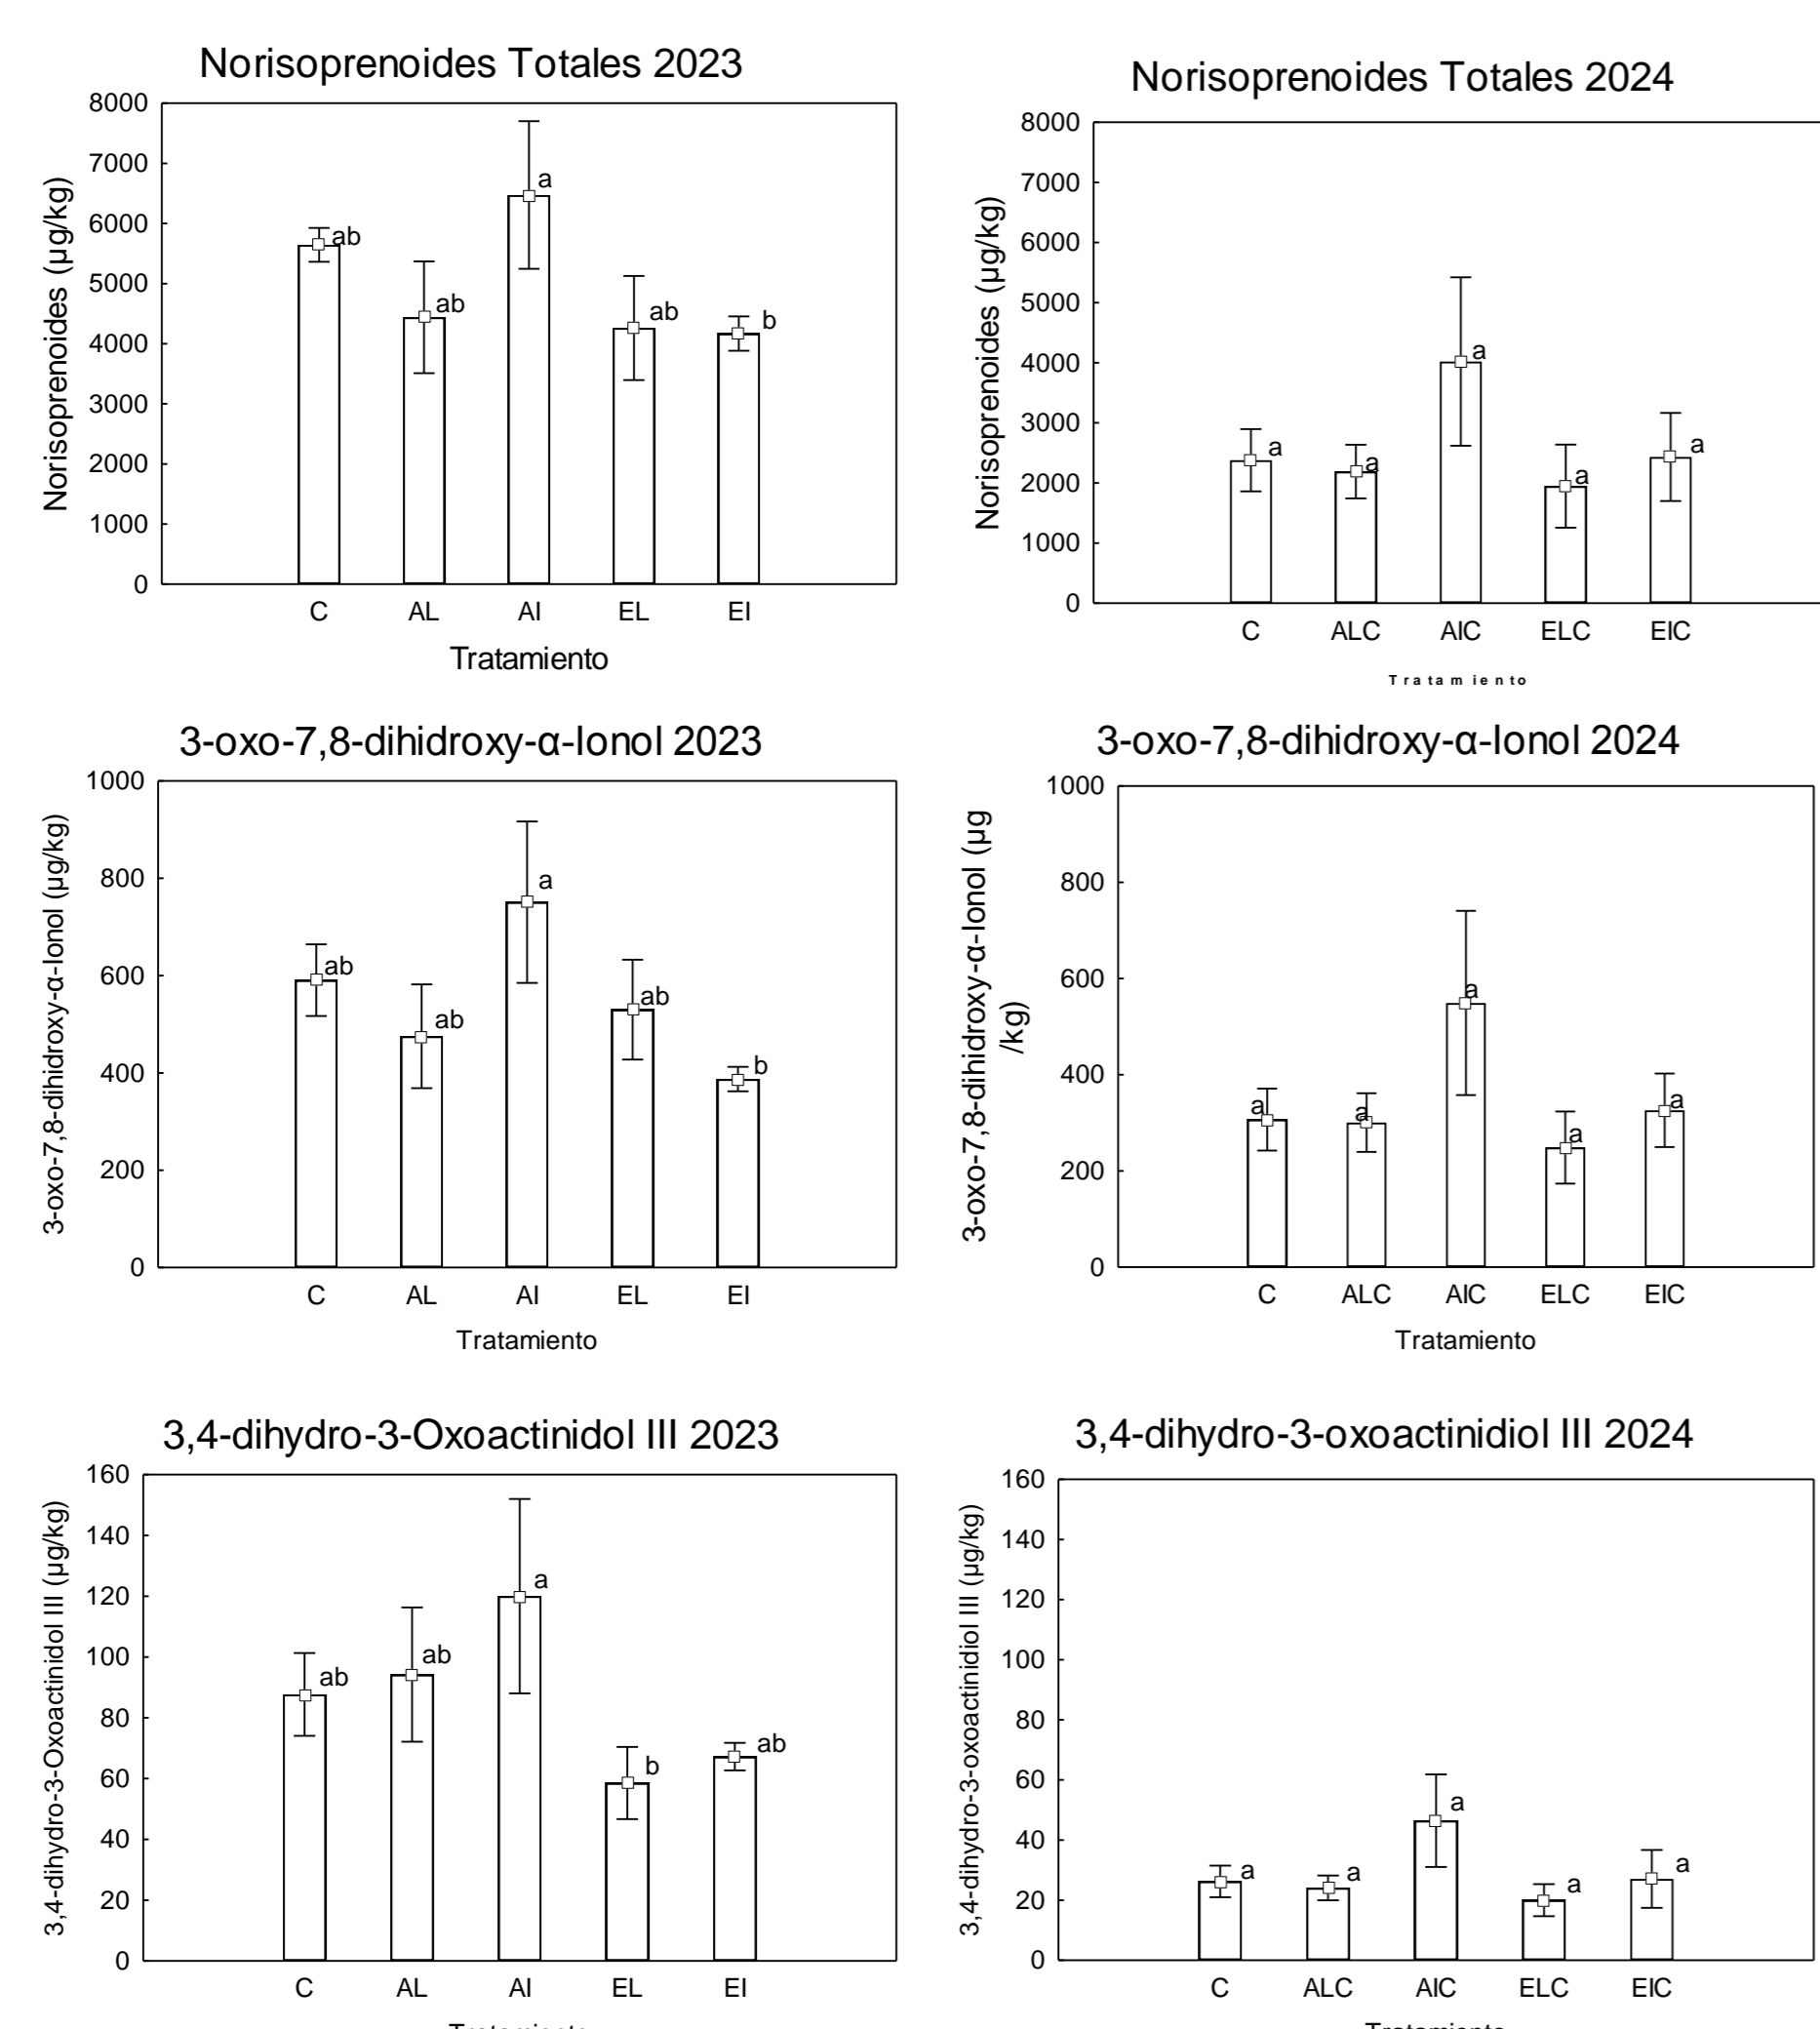 Norisoprenoides Totales 2023
8000
7000
6000
5000
4000
3000
2000
1000
0
Norisoprenoides (µg/kg)
ab
ab
a
ab
b
C AL AI EL EI
Tratamiento
Norisoprenoides Totales 2024
8000
7000
6000
5000
4000
3000
2000
1000
0
Norisoprenoides (µg/kg)
a
a
a
a
a
C ALC AIC ELC EIC
Tratamiento
3-oxo-7,8-dihidroxy-α-Ionol 2023
1000
800
600
400
200
0
3-oxo-7,8-dihidroxy-α-Ionol (µg/kg)
ab
ab
a
ab
b
C AL AI EL EI
Tratamiento
3-oxo-7,8-dihidroxy-α-Ionol 2024
1000
800
600
400
200
0
3-oxo-7,8-dihidroxy-α-Ionol (µg
/kg)
a
a
a
a
a
C ALC AIC ELC EIC
Tratamiento
3,4-dihydro-3-Oxoactinidol III 2023
160
140
120
100
80
60
40
20
0
3,4-dihydro-3-Oxoactinidol III (µg/kg)
ab
ab
a
b
ab
C AL AI EL EI
Tratamiento
3,4-dihydro-3-oxoactinidiol III 2024
160
140
120
100
80
60
40
20
0
3,4-dihydro-3-oxoactinidiol III (µg/kg)
a
a
a
a
a
C ALC AIC ELC EIC
Tratamiento